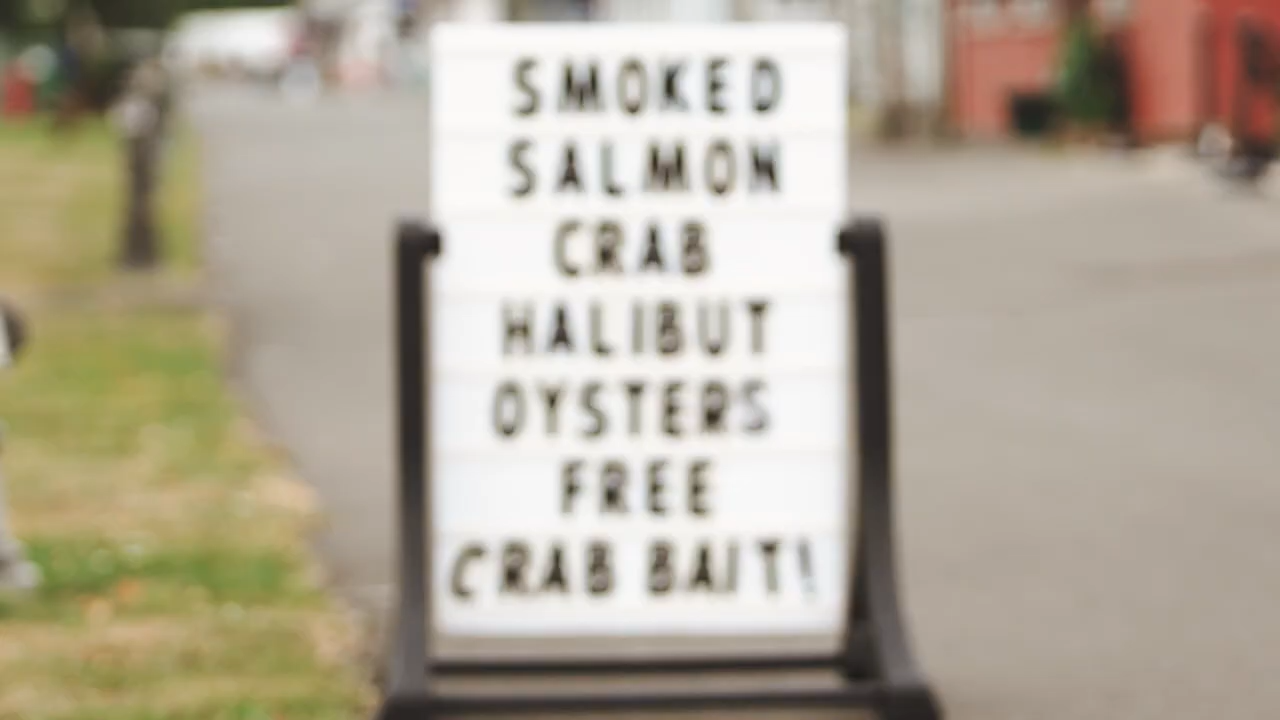 SMOKED
SALMON
CRAB
HALIBUT
OYSTERS
FREE
CRAB BAIT!